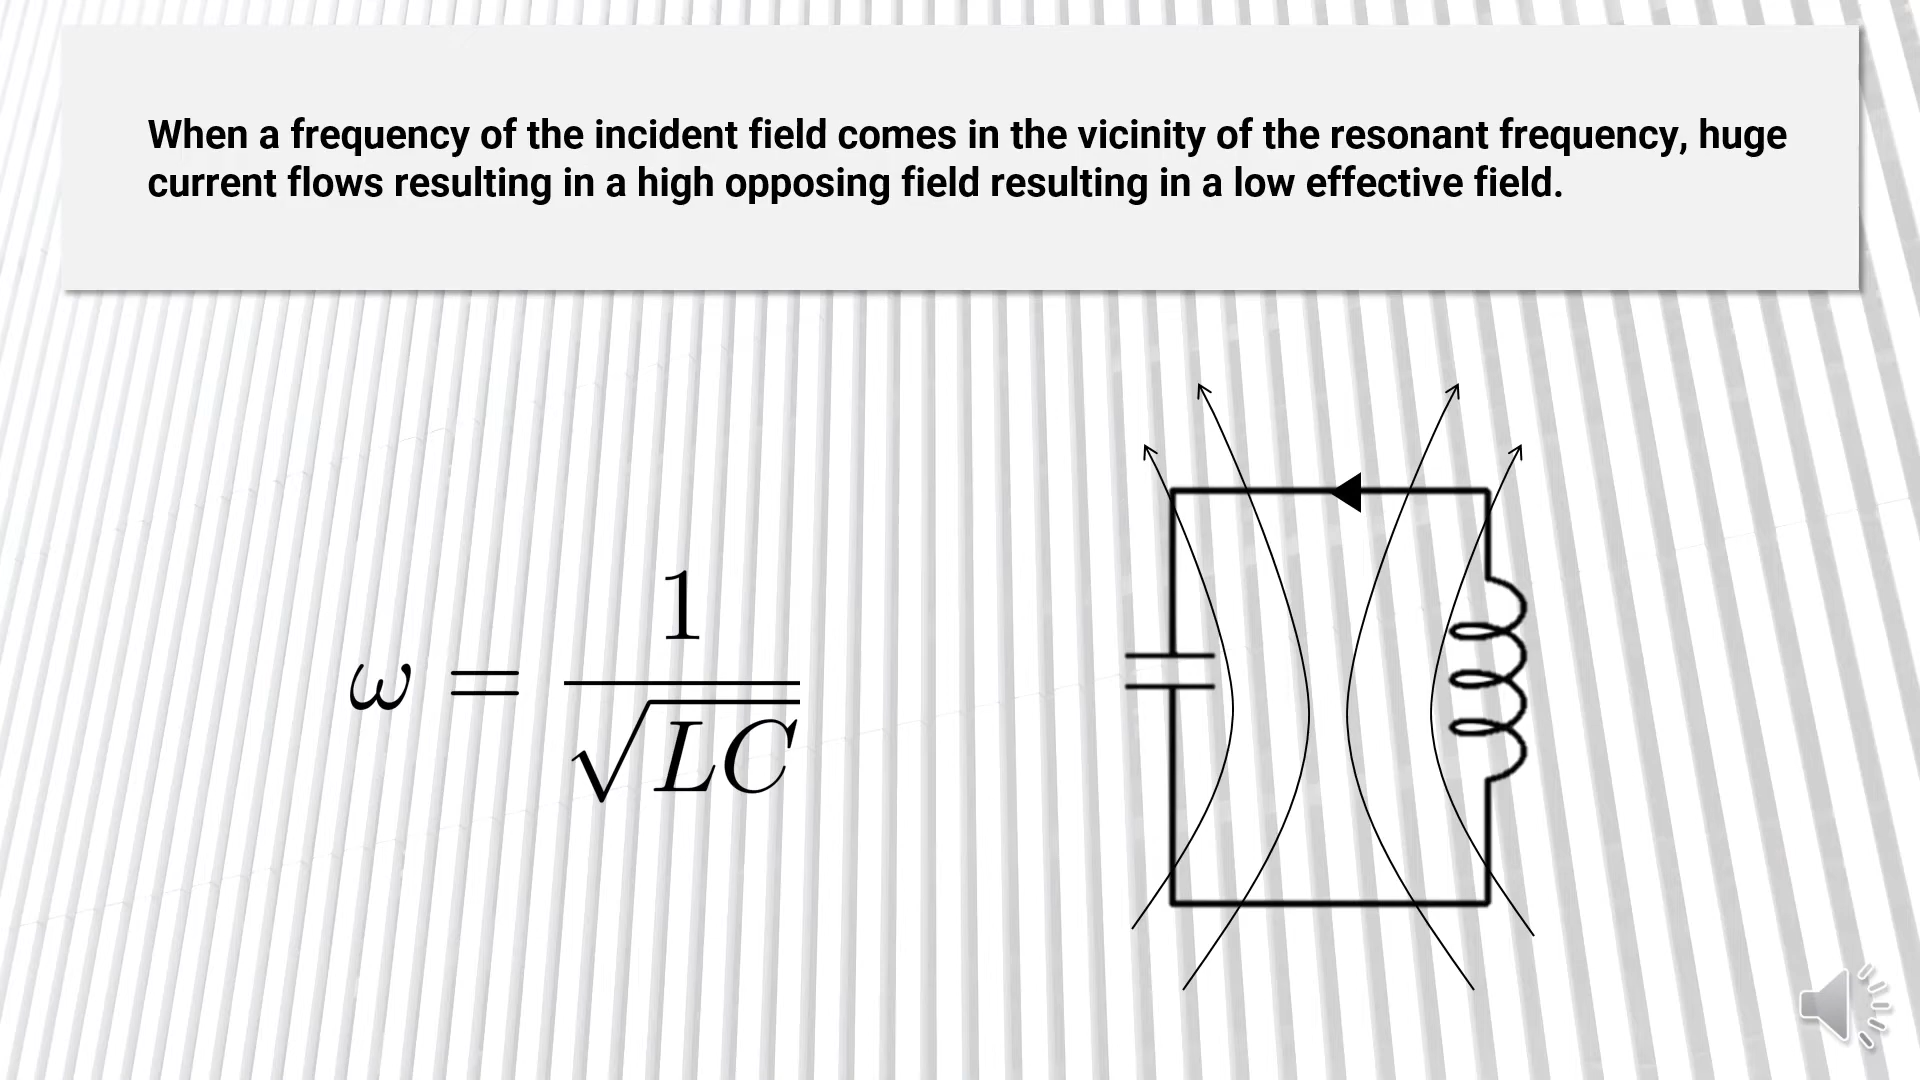 When a frequency of the incident field comes in the vicinity of the resonant frequency, huge
current flows resulting in a high opposing field resulting in a low effective field.
ω = 1/√LC